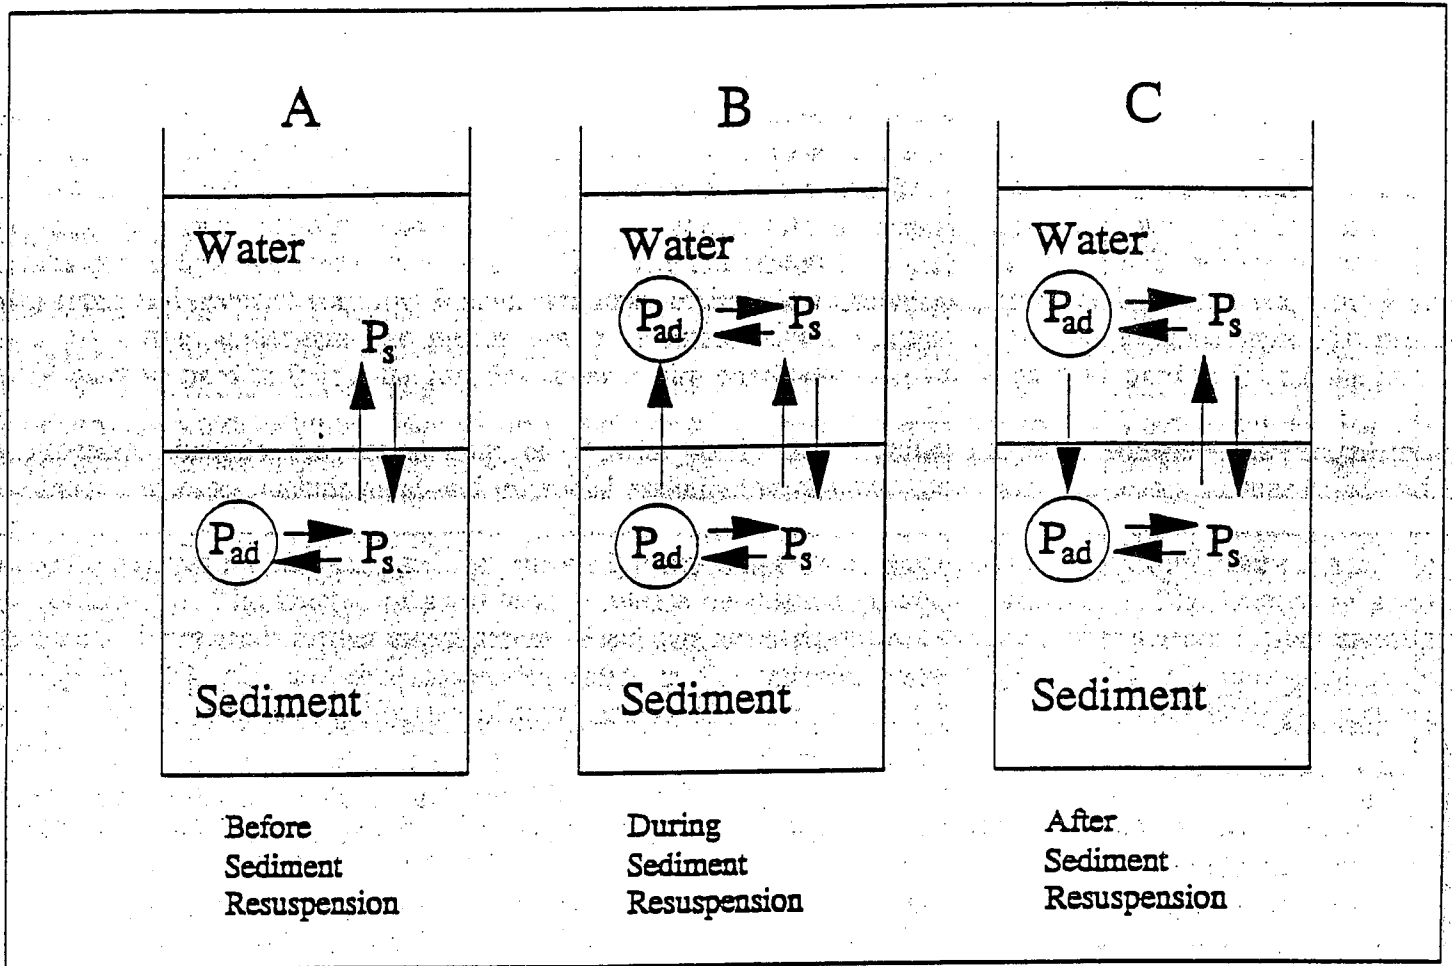 A
B
C
Water
P_s
P_ad
P_s
Sediment
Water
P_ad
P_s
P_ad
P_s
Sediment
Water
P_ad
P_s
P_ad
P_s
Sediment
Before
Sediment
Resuspension
During
Sediment
Resuspension
After
Sediment
Resuspension